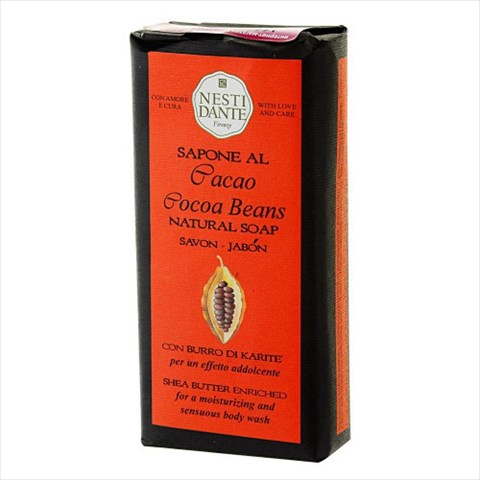 NESTI
DANTE
Firenze
CON AMORE
E CURA
WITH LOVE
AND CARE
SAPONE AL
Cacao
Cocoa Beans
NATURAL SOAP
SAVON - JABÓN
CON BURRO DI KARITE'
per un effetto addolcente
SHEA BUTTER ENRICHED
for a moisturizing and
sensuous body wash